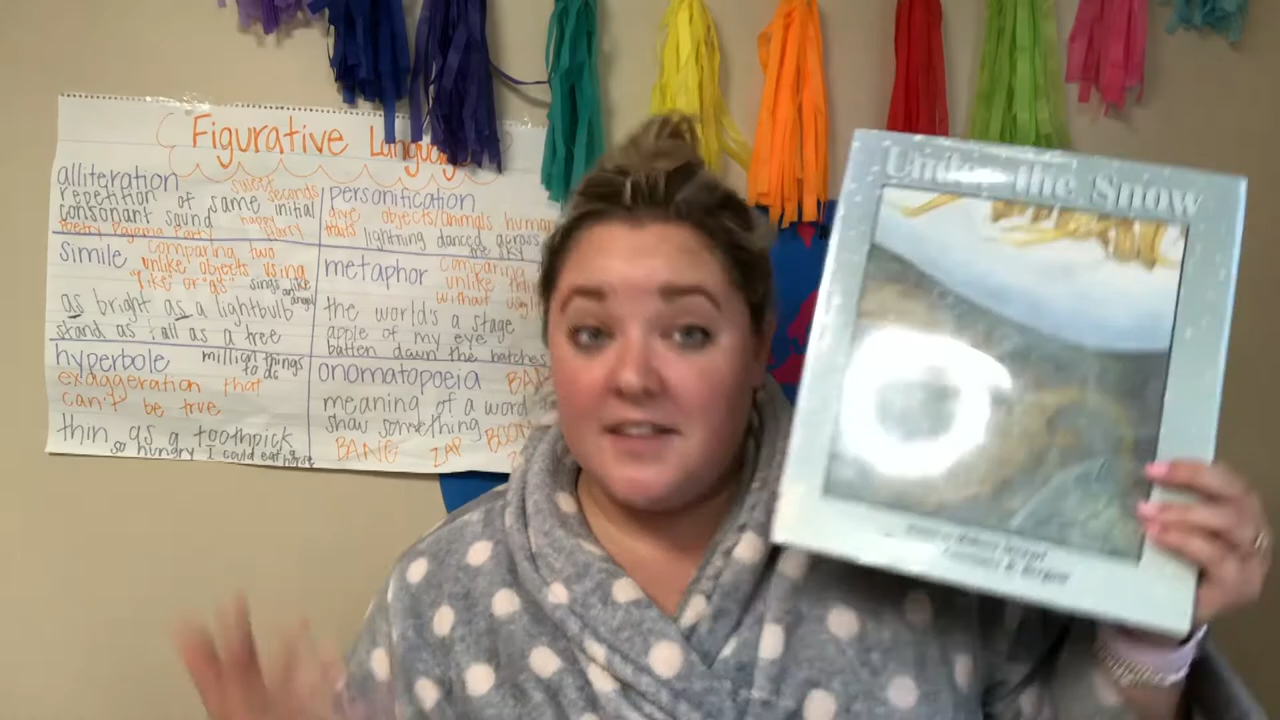 Figurative Language
alliteration
repetition of same initial
consonant sound
sweet seconds
happy
Harry
Poetry Pajama Party
personification
give objects/animals human
traits lightning danced across
the sky
simile comparing two
unlike objects using
"like" or "as" sings like
an angel
as bright as a lightbulb
stand as tall as a tree
metaphor comparing
unlike
without
the world's a stage
apple of my eye
batten down the hatches
hyperbole million things
to do
exaggeration that
can't be true
thin as a toothpick
so hungry I could eat a horse
onomatopoeia
meaning of a word
show something
BANG ZAP BOOM
Under the Snow